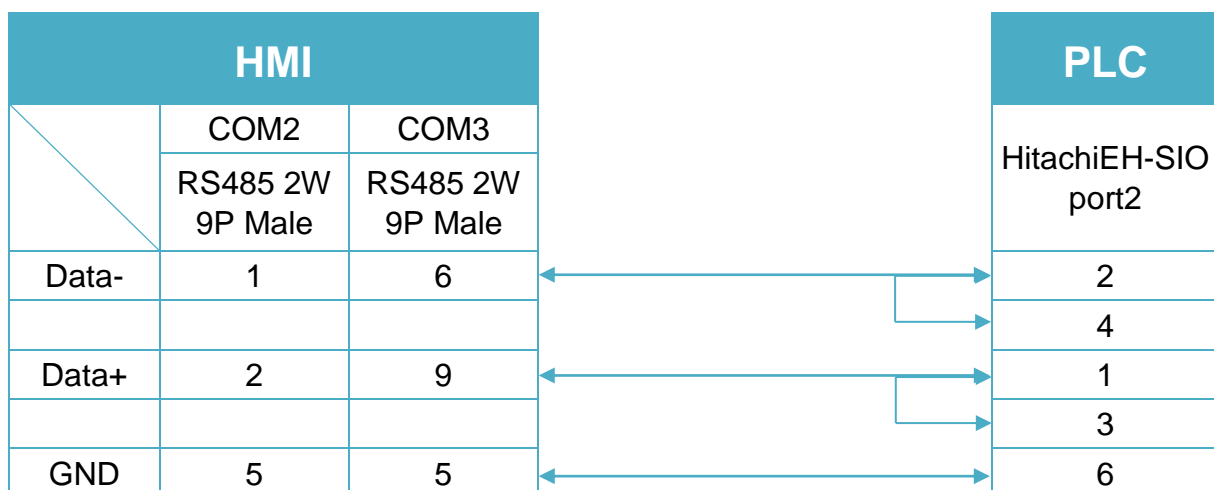 HMI PLC
COM2 COM3
HitachiEH-SIO
port2
RS485 2W RS485 2W
9P Male 9P Male
Data- 1 6 2
4
Data+ 2 9 1
3
GND 5 5 6